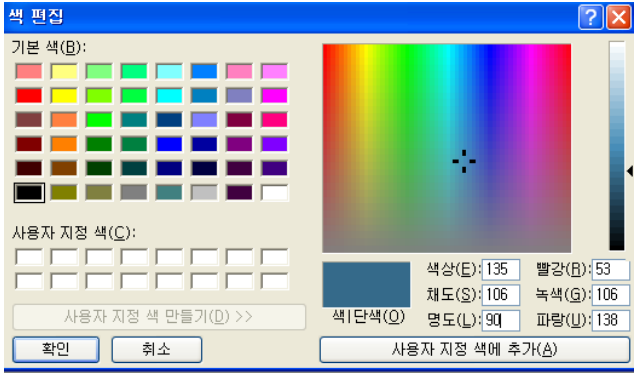 색 편집
기본 색(B):
사용자 지정 색(C):
사용자 지정 색 만들기(D) >>
확인
취소
색|단색(O)
색상(E): 135
빨강(R): 53
채도(S): 106
녹색(G): 106
명도(L): 90
파랑(U): 138
사용자 지정 색에 추가(A)